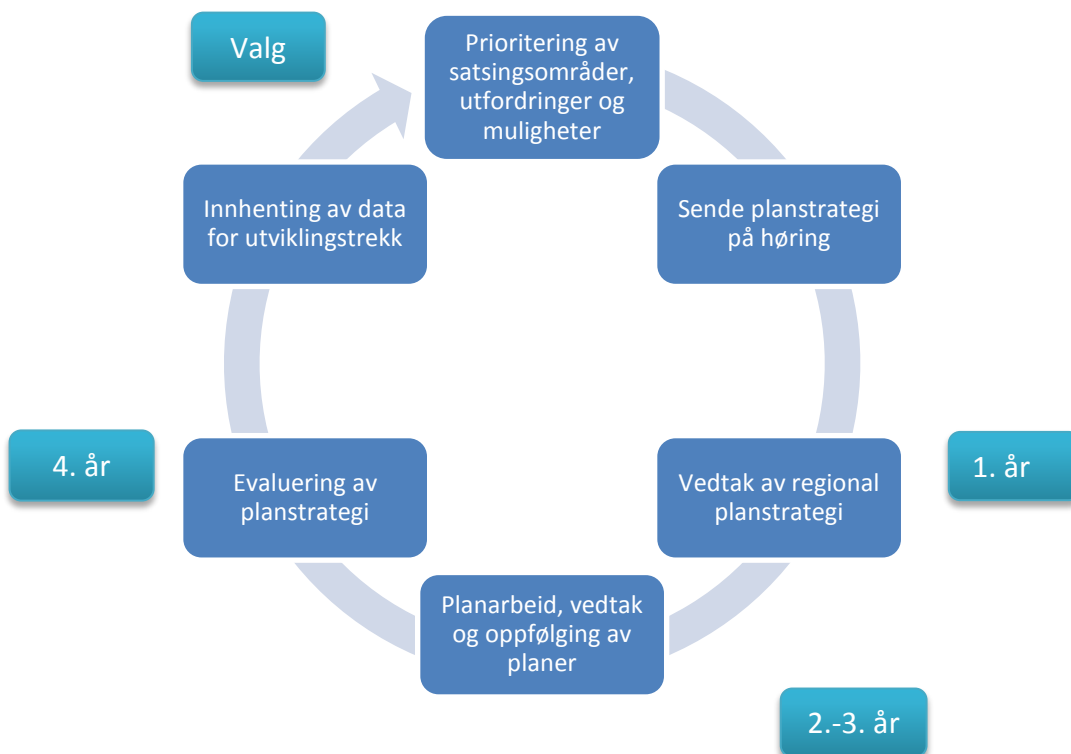 Valg
Prioritering av
satsingsområder,
utfordringer og
muligheter
Innhenting av data
for utviklingstrekk
Sende planstrategi
på høring
4. år
Evaluering av
planstrategi
Vedtak av regional
planstrategi
1. år
Planarbeid, vedtak
og oppfølging av
planer
2.-3. år